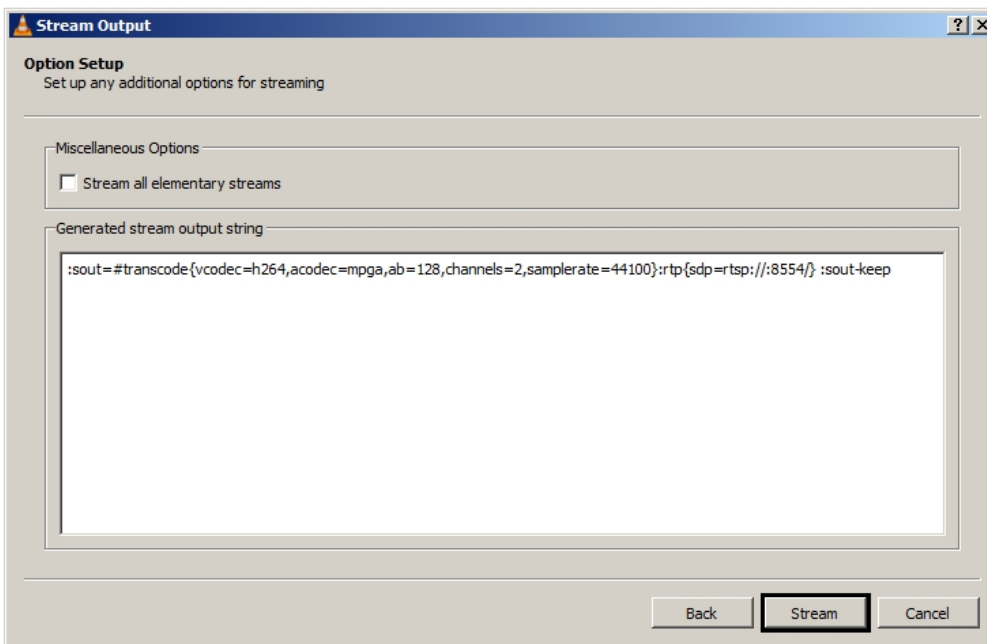 Stream Output
Option Setup
Set up any additional options for streaming
Miscellaneous Options
Stream all elementary streams
Generated stream output string
:sout=#transcode{vcodec=h264,acodec=mpga,ab=128,channels=2,samplerate=44100}:rtp{sdp=rtsp://:8554/} :sout-keep
Back Stream Cancel